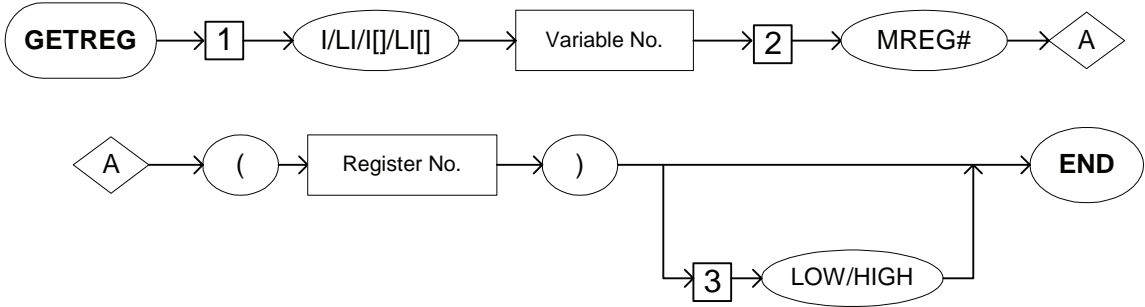 GETREG 1 I/LI/I[]/LI[] Variable No. 2 MREG# A
A ( Register No. ) END
3 LOW/HIGH